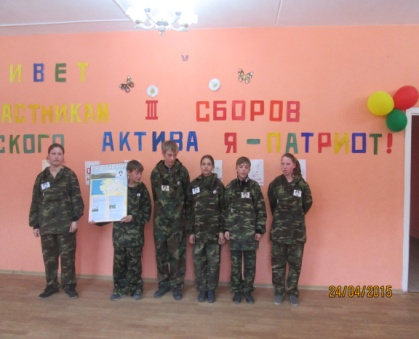 ИВЕТ
АСТНИКАМ III СБОРОВ
СКОГО АКТИВА Я-ПАТРИОТ!
24/04/2015